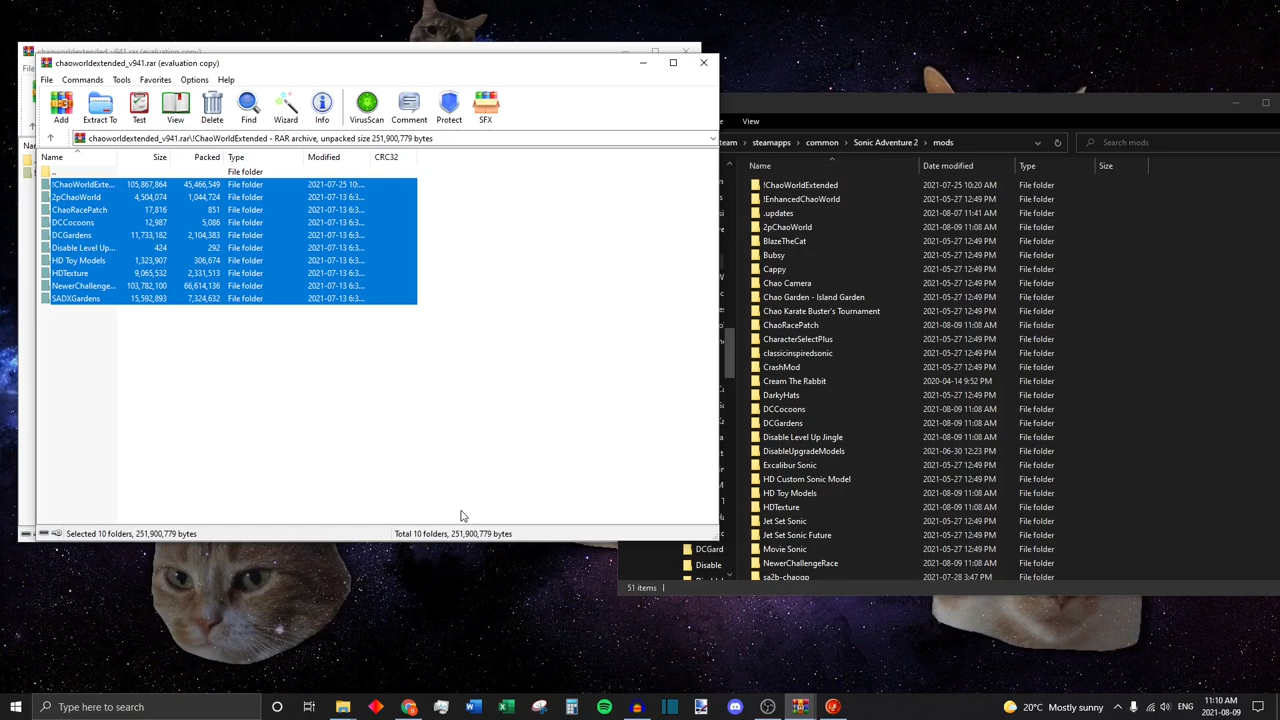 chaoworldextended_v941.rar (evaluation copy)
chaoworldextended_v941.rar (evaluation copy)
File Commands Tools Favorites Options Help
Add Extract To Test View Delete Find Wizard Info VirusScan Comment Protect SFX
chaoworldextended_v941.rar\!ChaoWorldExtended - RAR archive, unpacked size 251,900,779 bytes
Name Size Packed Type Modified CRC32
.. File folder
!ChaoWorldExte... 105,867,864 45,466,549 File folder 2021-07-25 10:...
2pChaoWorld 4,504,074 1,044,724 File folder 2021-07-13 6:3...
ChaoRacePatch 17,816 851 File folder 2021-07-13 6:3...
DCCocoons 12,987 5,086 File folder 2021-07-13 6:3...
DCGardens 11,733,182 2,104,383 File folder 2021-07-13 6:3...
Disable Level Up... 424 292 File folder 2021-07-13 6:3...
HD Toy Models 1,323,907 306,674 File folder 2021-07-13 6:3...
HDTexture 9,065,532 2,331,513 File folder 2021-07-13 6:3...
NewerChallenge... 103,782,100 66,614,136 File folder 2021-07-13 6:3...
SADXGardens 15,592,893 7,324,632 File folder 2021-07-13 6:3...
Selected 10 folders, 251,900,779 bytes Total 10 folders, 251,900,779 bytes
View
team steamapps common Sonic Adventure 2 mods Search mods
Name Date modified Type Size
!ChaoWorldExtended 2021-07-25 10:20 AM File folder
!EnhancedChaoWorld 2021-05-27 12:49 PM File folder
.updates 2021-08-07 11:41 AM File folder
2pChaoWorld 2021-08-09 11:08 AM File folder
BlazeTheCat 2021-05-27 12:49 PM File folder
Bubsy 2021-05-27 12:49 PM File folder
Cappy 2021-05-27 12:49 PM File folder
Chao Camera 2021-05-27 12:49 PM File folder
Chao Garden - Island Garden 2021-05-27 12:49 PM File folder
Chao Karate Buster's Tournament 2021-05-27 12:49 PM File folder
ChaoRacePatch 2021-08-09 11:08 AM File folder
CharacterSelectPlus 2021-05-27 12:49 PM File folder
classicinspiredsonic 2021-05-27 12:49 PM File folder
CrashMod 2021-05-27 12:49 PM File folder
Cream The Rabbit 2020-04-14 9:52 PM File folder
DarkyHats 2021-05-27 12:49 PM File folder
DCCocoons 2021-08-09 11:08 AM File folder
DCGardens 2021-08-09 11:08 AM File folder
Disable Level Up Jingle 2021-08-09 11:08 AM File folder
DisableUpgradeModels 2021-06-30 12:23 PM File folder
Excalibur Sonic 2021-05-27 12:49 PM File folder
HD Custom Sonic Model 2021-05-27 12:49 PM File folder
HD Toy Models 2021-08-09 11:08 AM File folder
HDTexture 2021-08-09 11:08 AM File folder
Jet Set Sonic 2021-05-27 12:49 PM File folder
Jet Set Sonic Future 2021-05-27 12:49 PM File folder
Movie Sonic 2021-05-27 12:49 PM File folder
NewerChallengeRace 2021-08-09 11:08 AM File folder
sa2b-chaogp 2021-07-28 3:47 PM File folder
DCGard
Disable
51 items
Type here to search
20°C Mostly sunny
ENG
11:10 AM
2021-08-09